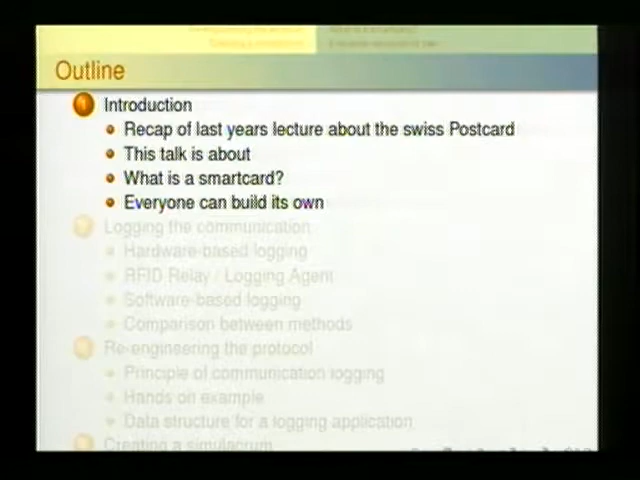 Outline
Introduction
Recap of last years lecture about the swiss Postcard
This talk is about
What is a smartcard?
Everyone can build its own
Logging the communication
Hardware-based logging
RFID Relay / Logging Agent
Software-based logging
Comparison between methods
Re-engineering the protocol
Principle of communication logging
Hands on example
Data structure for a logging application
Creating a simulacrum